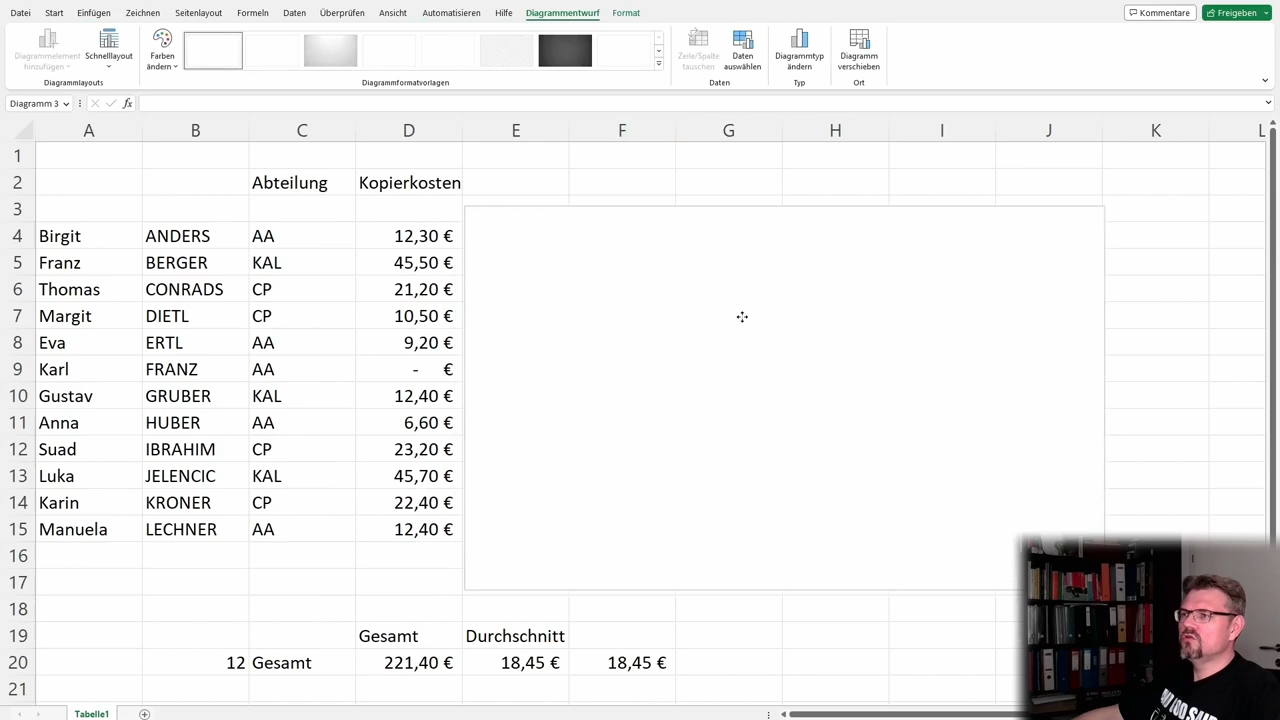 Datei Start Einfügen Zeichnen Seitenlayout Formeln Daten Überprüfen Ansicht Automatisieren Hilfe Diagrammentwurf Format Kommentare Freigeben
Diagrammelement hinzufügen
Schnelllayout
Farben ändern
Zeile/Spalte tauschen
Daten auswählen
Diagrammtyp ändern
Diagramm verschieben
Diagrammlayouts Diagrammformatvorlagen Daten Typ Ort
Diagramm 3 fx
A B C D E F G H I J K L
1
2 Abteilung Kopierkosten
3
4 Birgit ANDERS AA 12,30 €
5 Franz BERGER KAL 45,50 €
6 Thomas CONRADS CP 21,20 €
7 Margit DIETL CP 10,50 €
8 Eva ERTL AA 9,20 €
9 Karl FRANZ AA - €
10 Gustav GRUBER KAL 12,40 €
11 Anna HUBER AA 6,60 €
12 Suad IBRAHIM CP 23,20 €
13 Luka JELENCIC KAL 45,70 €
14 Karin KRONER CP 22,40 €
15 Manuela LECHNER AA 12,40 €
16
17
18
19 Gesamt Durchschnitt
20 12 Gesamt 221,40 € 18,45 € 18,45 €
21
Tabelle1